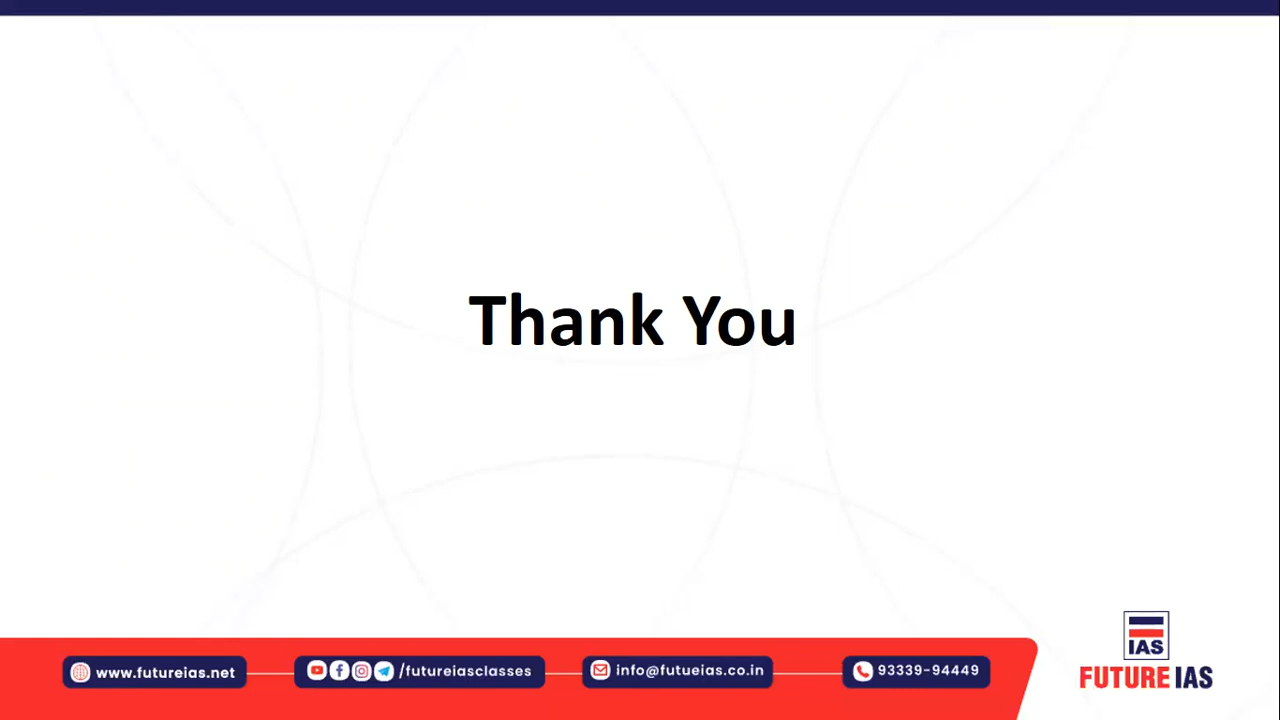 Thank You
www.futureias.net
/futureiasclasses
info@futueias.co.in
93339-94449
IAS
FUTURE IAS